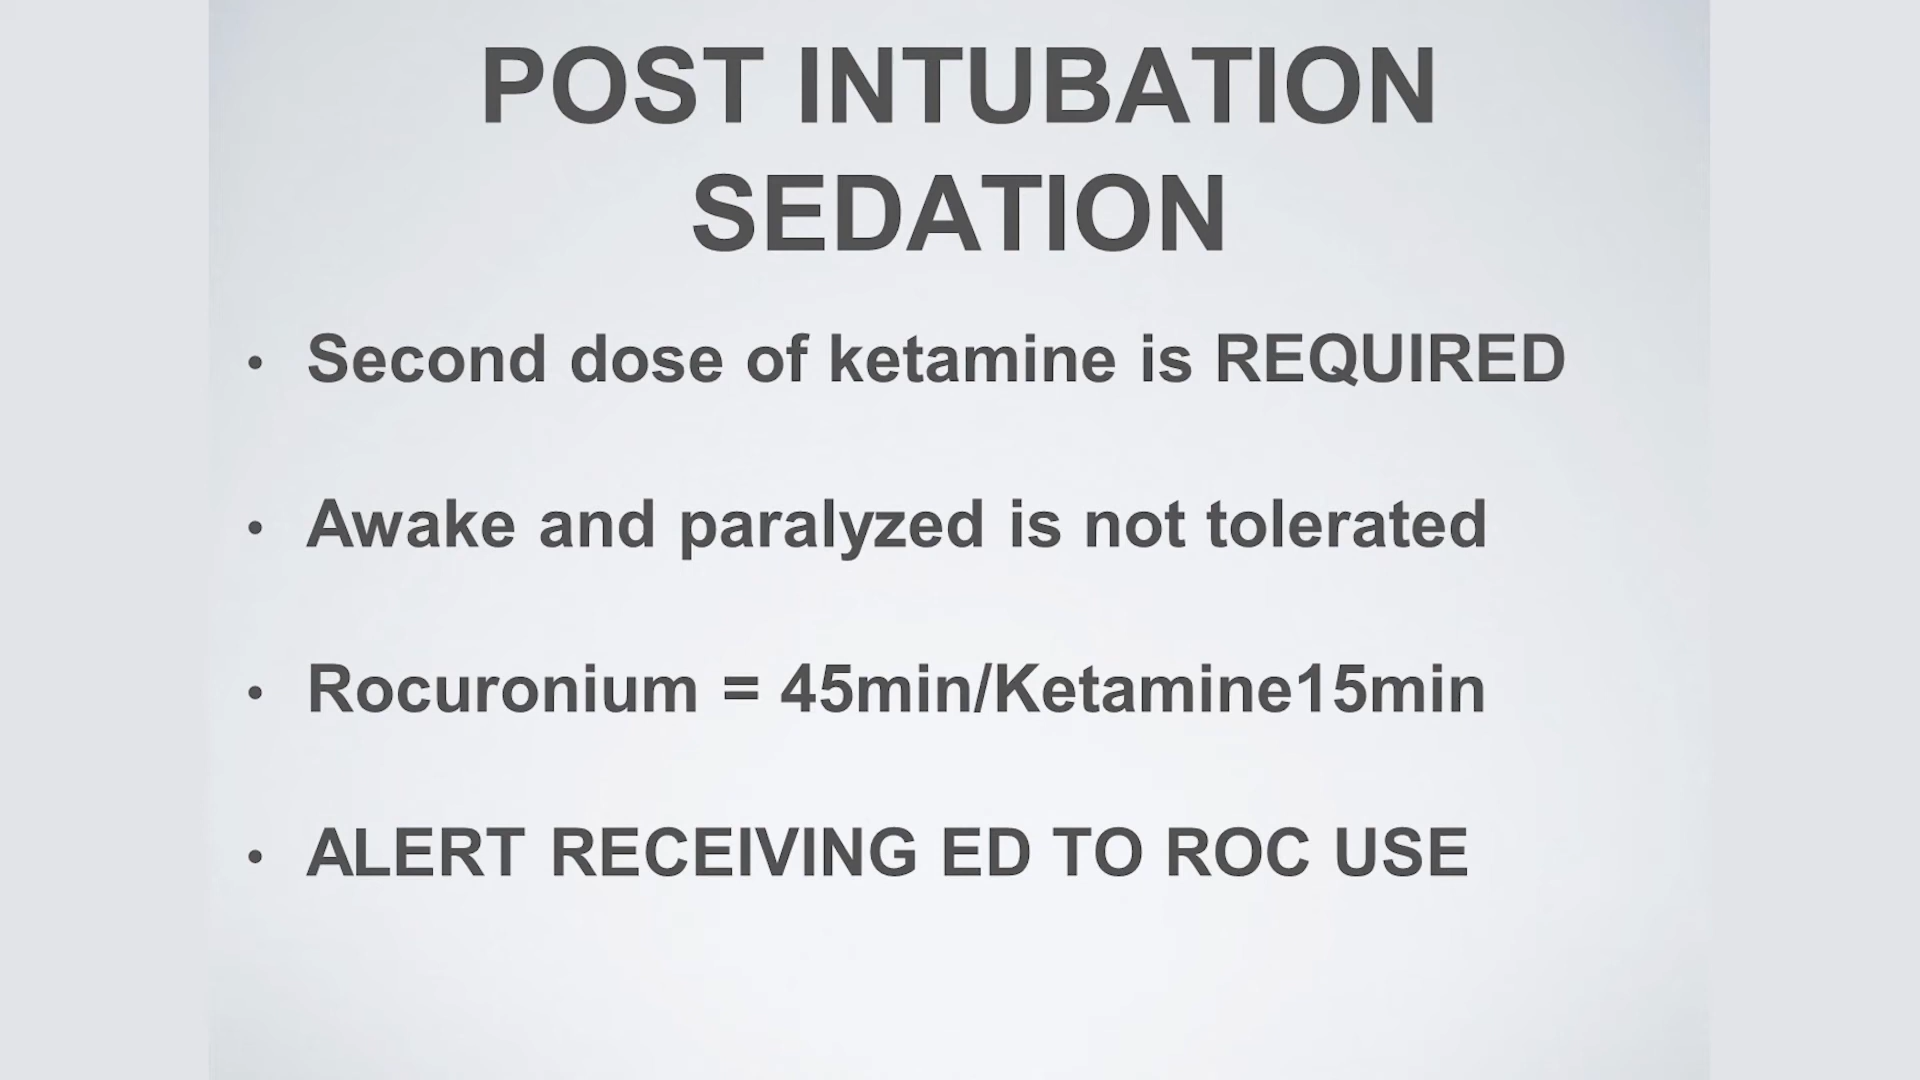 POST INTUBATION
SEDATION
• Second dose of ketamine is REQUIRED
• Awake and paralyzed is not tolerated
• Rocuronium = 45min/Ketamine15min
• ALERT RECEIVING ED TO ROC USE